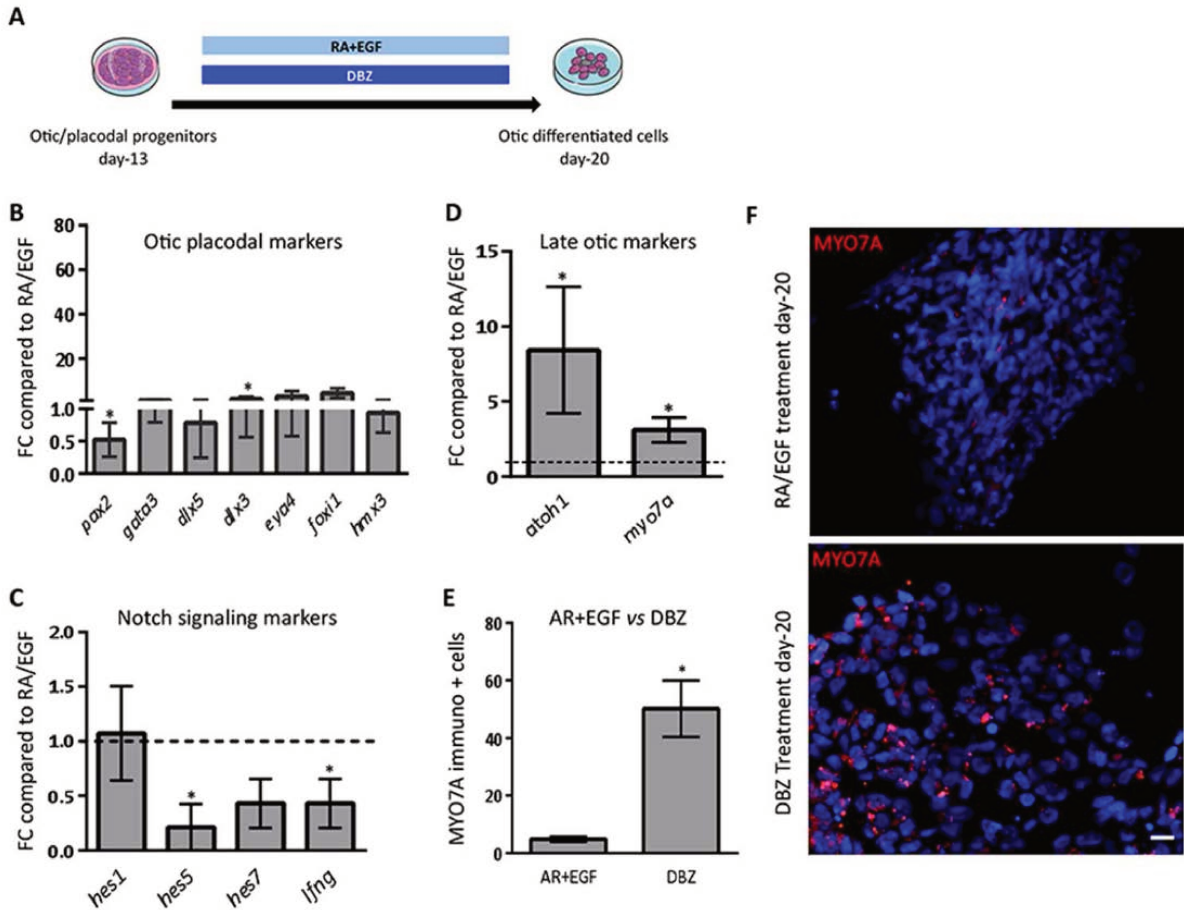 A
RA+EGF
DBZ
Otic/placodal progenitors
day-13
Otic differentiated cells
day-20
B
Otic placodal markers
FC compared to RA/EGF
80
60
40
20
1.0
0.5
0.0
*
*
pax2
gata3
dlx5
dlx3
eya4
foxi1
hmx3
C
Notch signaling markers
FC compared to RA/EGF
2.0
1.5
1.0
0.5
0.0
*
*
hes1
hes5
hes7
lfng
D
Late otic markers
FC compared to RA/EGF
15
10
5
0
*
*
atoh1
myo7a
E
AR+EGF vs DBZ
MYO7A immuno + cells
80
60
40
20
0
*
AR+EGF
DBZ
F
MYO7A
RA/EGF treatment day-20
MYO7A
DBZ Treatment day-20